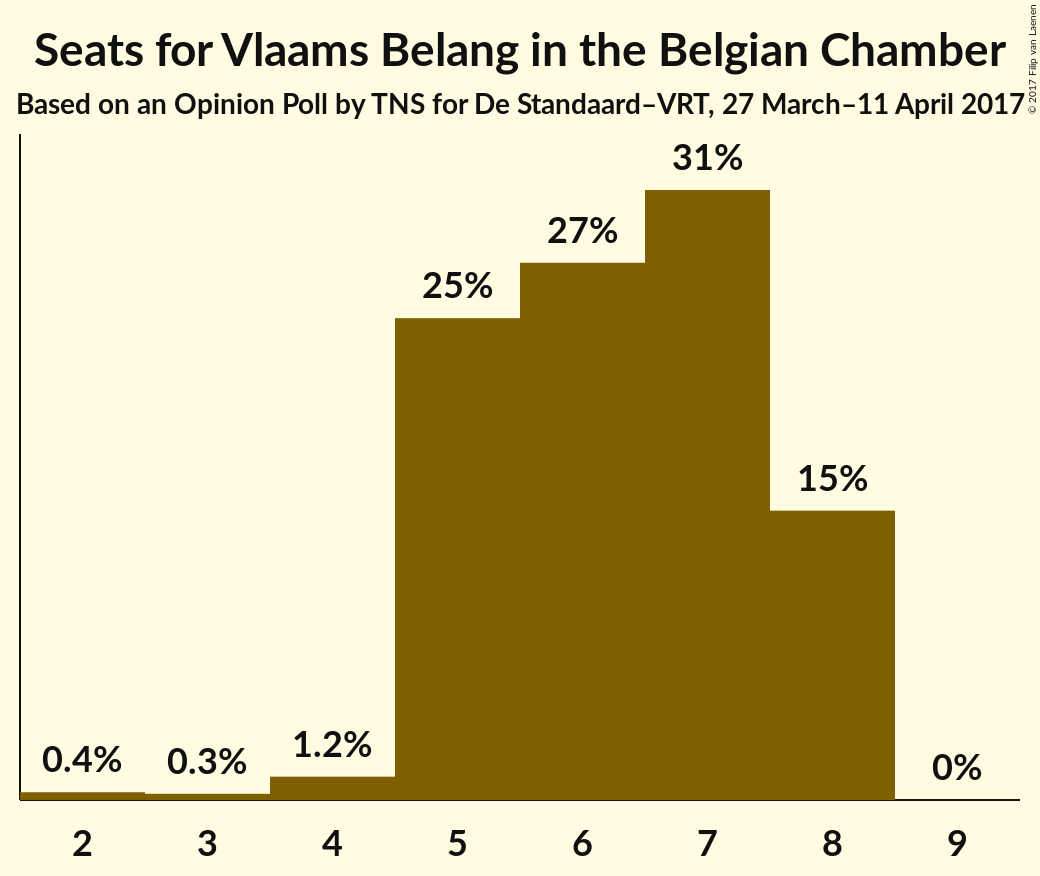 Seats for Vlaams Belang in the Belgian Chamber
Based on an Opinion Poll by TNS for De Standaard–VRT, 27 March–11 April 2017
© 2017 Filip van Laenen
31%
27%
25%
15%
1.2%
0.4%
0.3%
0%
2 3 4 5 6 7 8 9